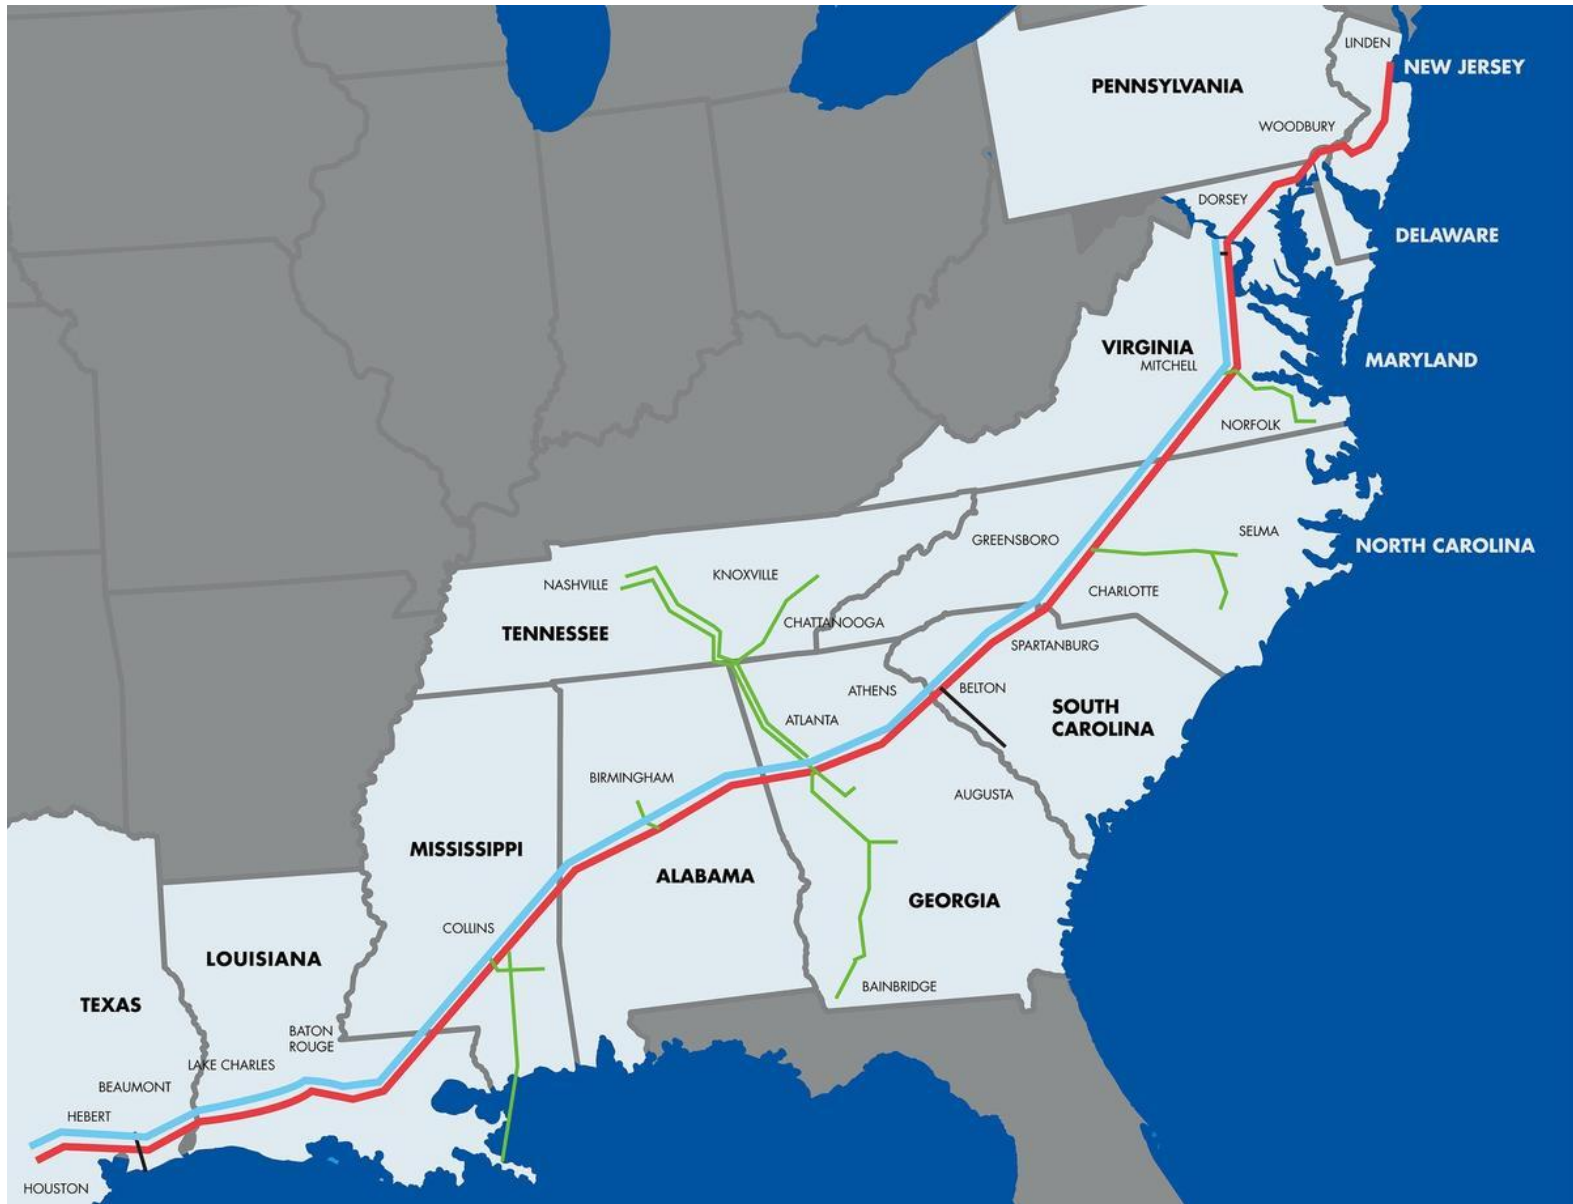 LINDEN
NEW JERSEY
PENNSYLVANIA
WOODBURY
DORSEY
DELAWARE
VIRGINIA
MITCHELL
MARYLAND
NORFOLK
SELMA
GREENSBORO
NORTH CAROLINA
NASHVILLE
KNOXVILLE
CHARLOTTE
CHATTANOOGA
TENNESSEE
SPARTANBURG
ATHENS
BELTON
SOUTH
CAROLINA
ATLANTA
BIRMINGHAM
AUGUSTA
MISSISSIPPI
ALABAMA
GEORGIA
COLLINS
LOUISIANA
BAINBRIDGE
TEXAS
BATON
ROUGE
LAKE CHARLES
BEAUMONT
HEBERT
HOUSTON